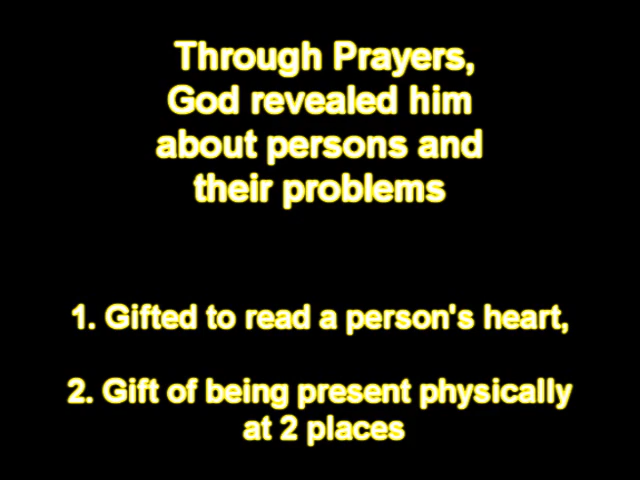 Through Prayers,
God revealed him
about persons and
their problems
1. Gifted to read a person's heart,
2. Gift of being present physically
at 2 places